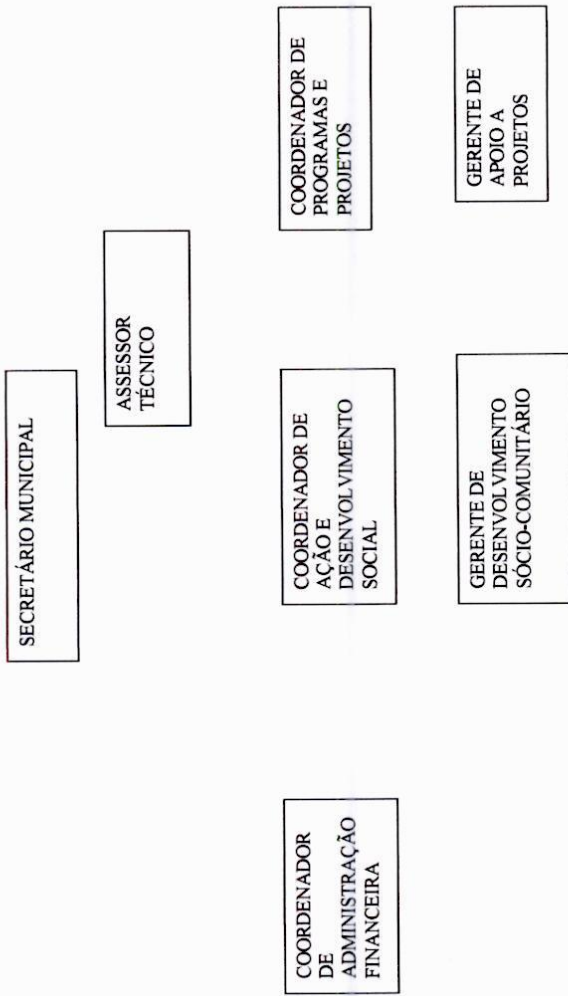 SECRETÁRIO MUNICIPAL
ASSESSOR
TÉCNICO
COORDENADOR
DE
ADMINISTRAÇÃO
FINANCEIRA
COORDENADOR DE
AÇÃO E
DESENVOLVIMENTO
SOCIAL
COORDENADOR DE
PROGRAMAS E
PROJETOS
GERENTE DE
DESENVOLVIMENTO
SÓCIO-COMUNITÁRIO
GERENTE DE
APOIO A
PROJETOS